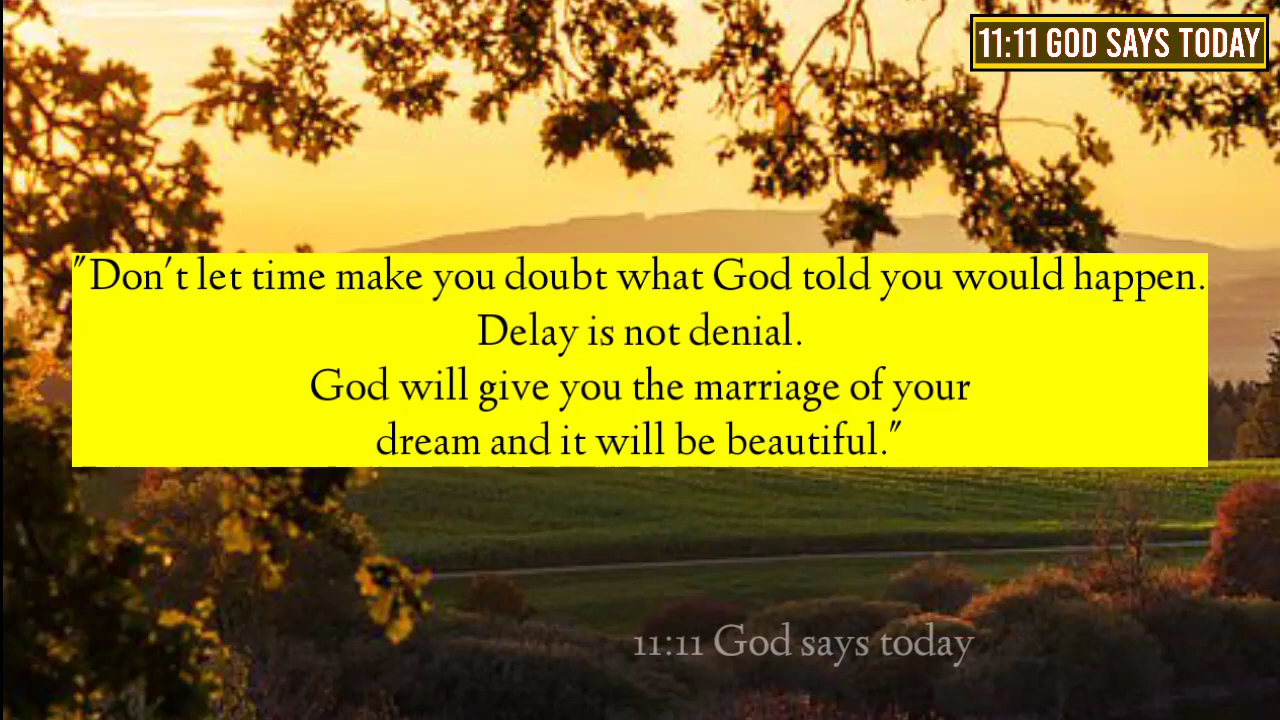 11:11 GOD SAYS TODAY
"Don't let time make you doubt what God told you would happen.
Delay is not denial.
God will give you the marriage of your
dream and it will be beautiful."
11:11 God says today